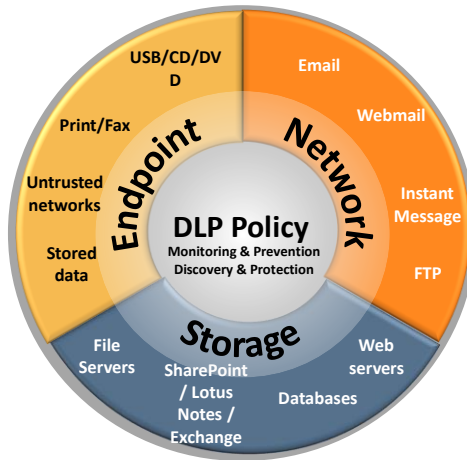 USB/CD/DV
D
Print/Fax
Untrusted
networks
Stored
data
Endpoint
Email
Webmail
Instant
Message
FTP
Network
DLP Policy
Monitoring & Prevention
Discovery & Protection
Storage
File
Servers
SharePoint
/ Lotus
Notes /
Exchange
Databases
Web
servers